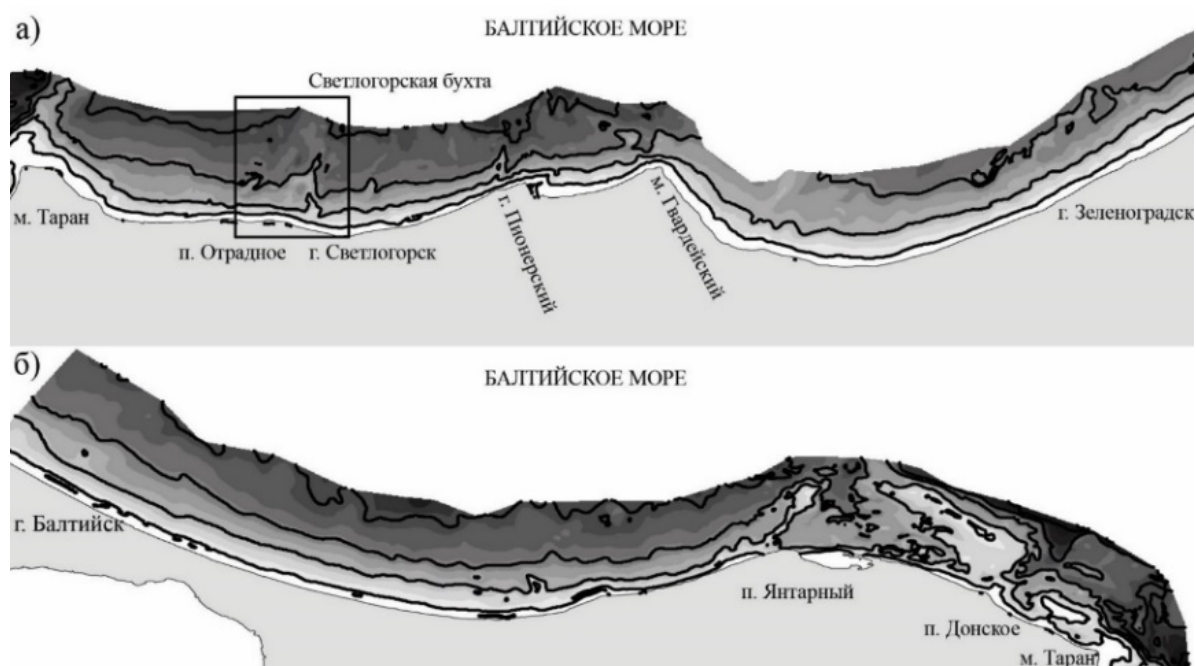 а)
БАЛТИЙСКОЕ МОРЕ
Светлогорская бухта
м. Таран
п. Отрадное
г. Светлогорск
г. Пионерский
м. Гвардейский
г. Зеленоградск
б)
БАЛТИЙСКОЕ МОРЕ
г. Балтийск
п. Янтарный
п. Донское
м. Таран